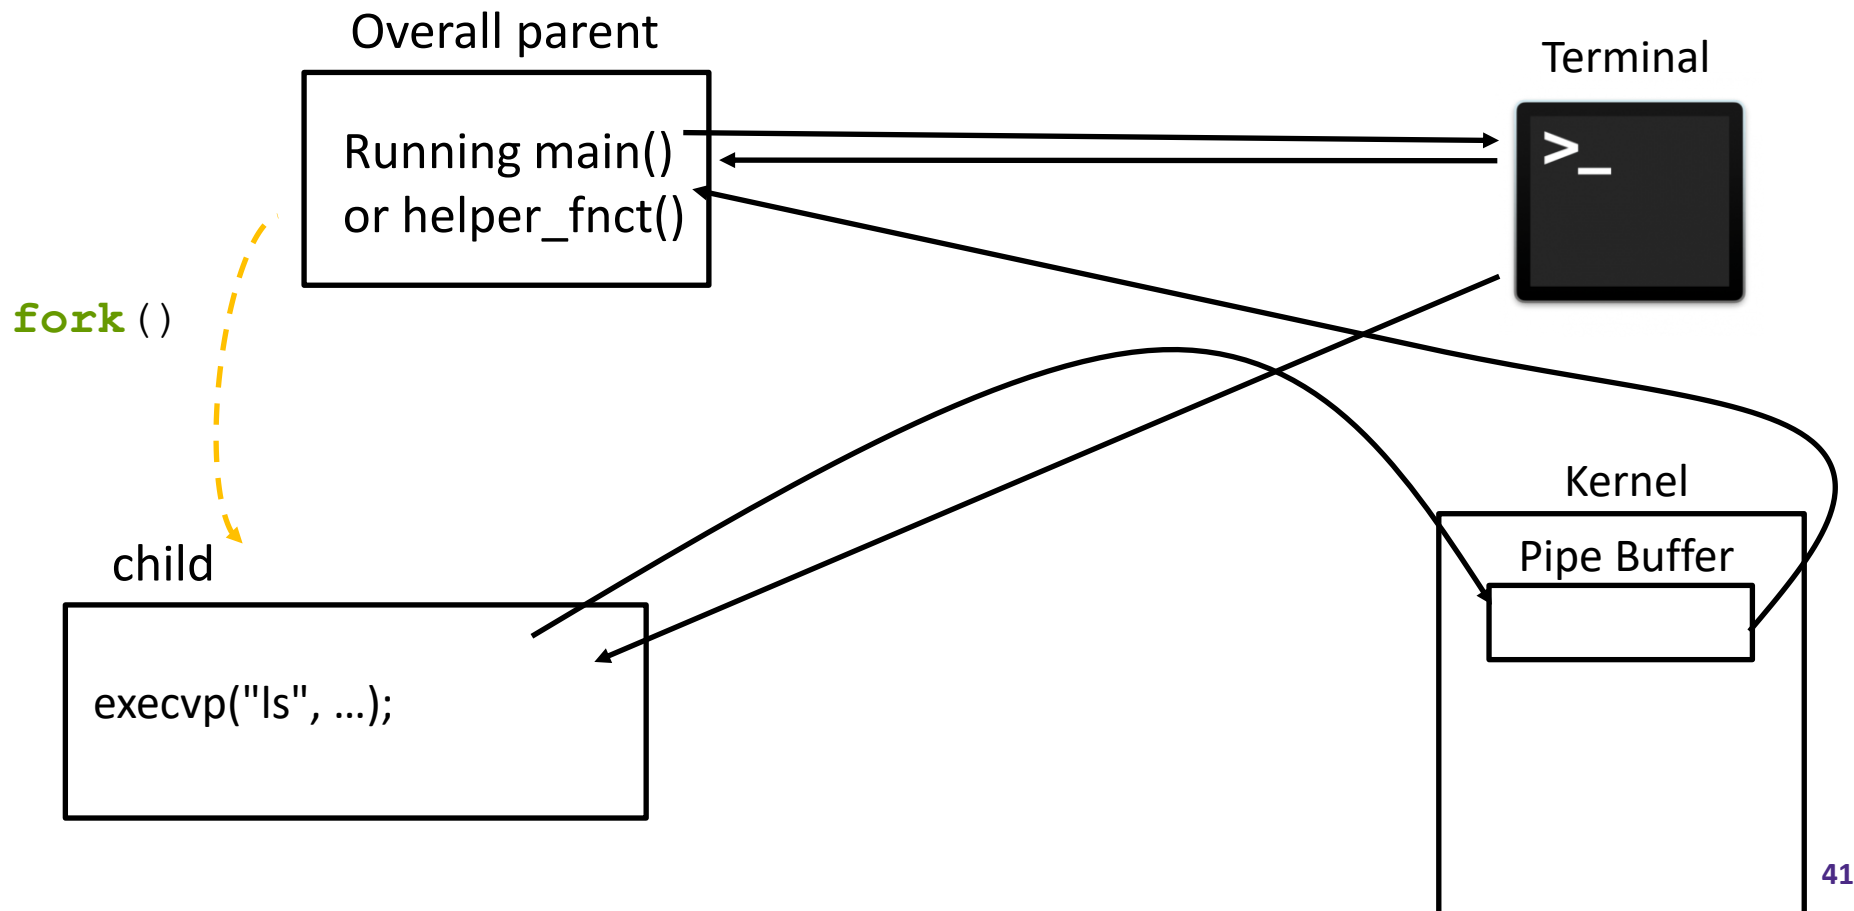 Overall parent
Terminal
>_
Running main()
or helper_fnct()
fork()
Kernel
Pipe Buffer
child
execvp("ls", …);
41